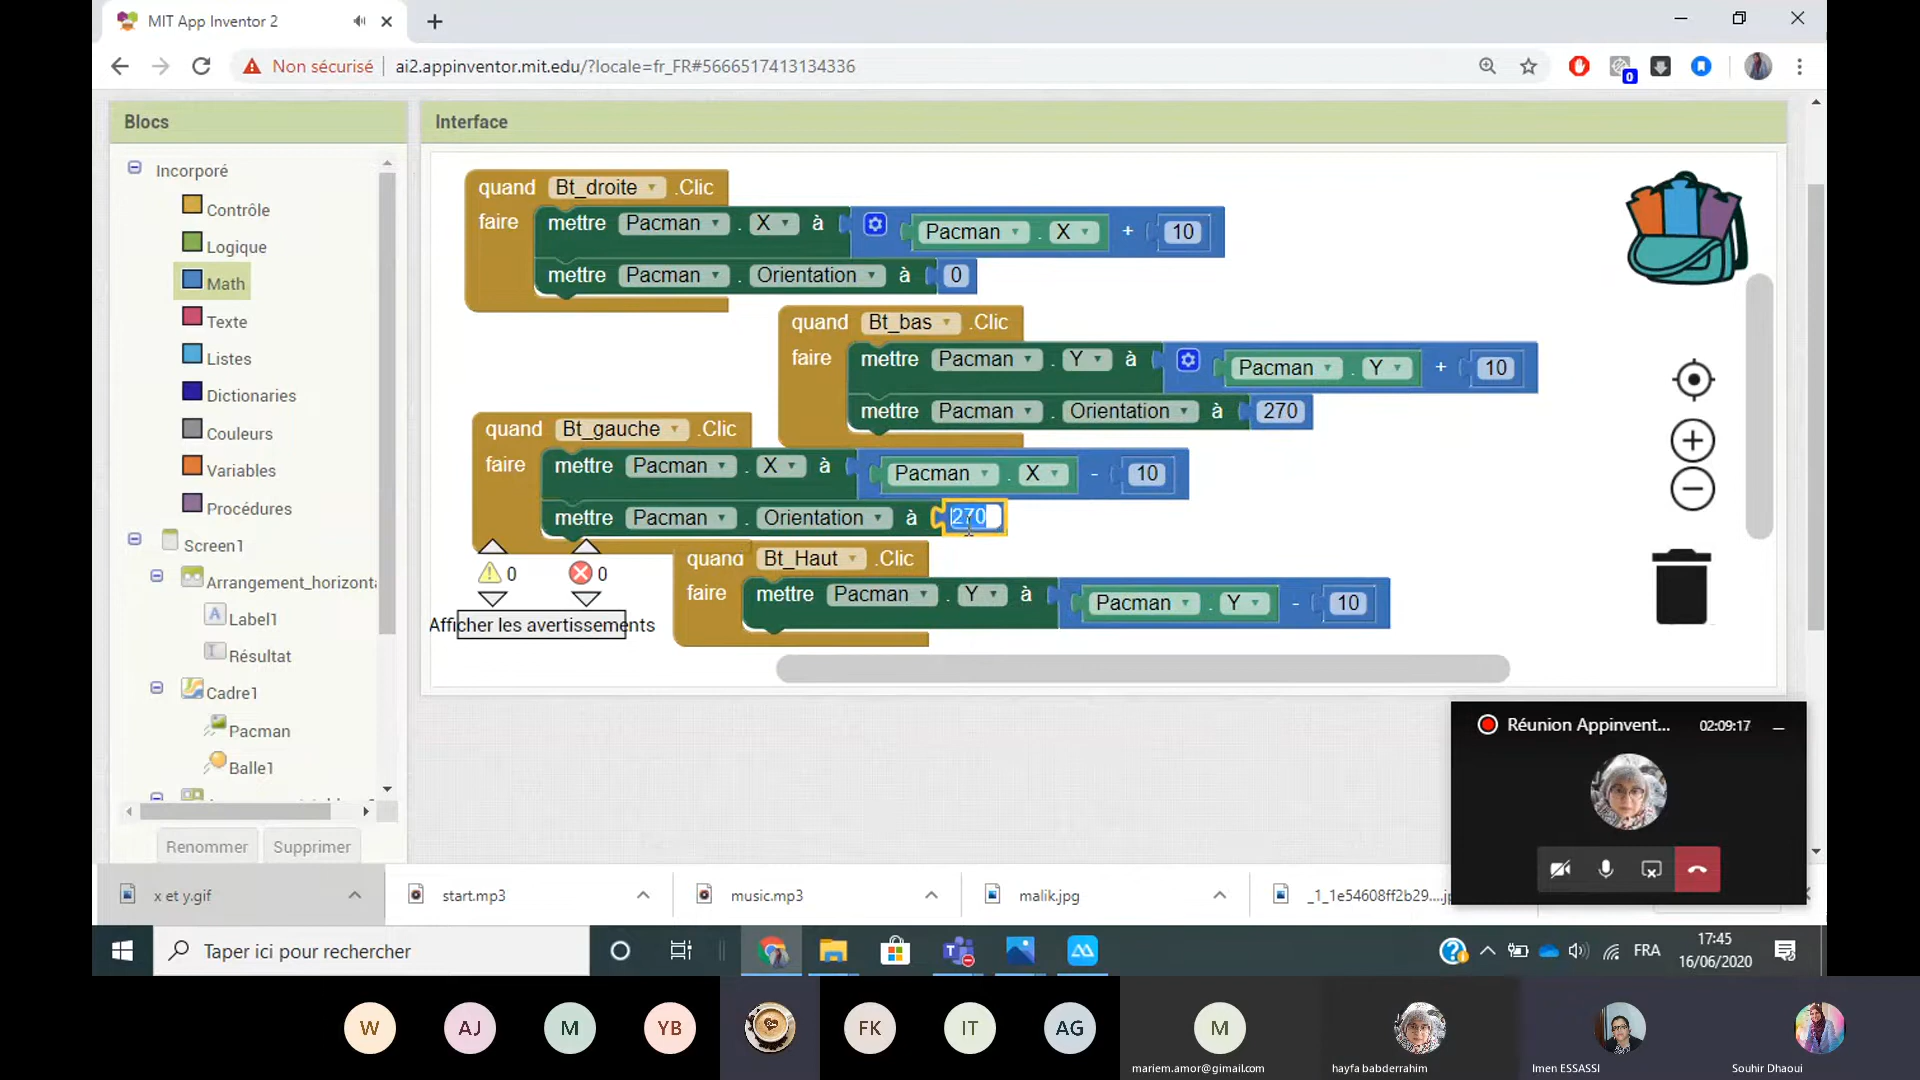 MIT App Inventor 2
Non sécurisé
ai2.appinventor.mit.edu/?locale=fr_FR#5666517413134336
0
Blocs
Interface
Incorporé
Contrôle
Logique
Math
Texte
Listes
Dictionaries
Couleurs
Variables
Procédures
Screen1
Arrangement_horizont
Label1
Résultat
Cadre1
Pacman
Balle1
Renommer Supprimer
quand Bt_droite .Clic
faire mettre Pacman . X à Pacman . X + 10
mettre Pacman . Orientation à 0
quand Bt_bas .Clic
faire mettre Pacman . Y à Pacman . Y + 10
mettre Pacman . Orientation à 270
quand Bt_gauche .Clic
faire mettre Pacman . X à Pacman . X - 10
mettre Pacman . Orientation à 270
quand Bt_Haut .Clic
faire mettre Pacman . Y à Pacman . Y - 10
0 0
Afficher les avertissements
Réunion Appinvent... 02:09:17
x et y.gif
start.mp3
music.mp3
malik.jpg
_1_1e54608ff2b29....jp
Taper ici pour rechercher
FRA
17:45
16/06/2020
W
AJ
M
YB
FK
IT
AG
M
mariem.amor@gimail.com
hayfa babderrahim
Imen ESSASSI
Souhir Dhaoui